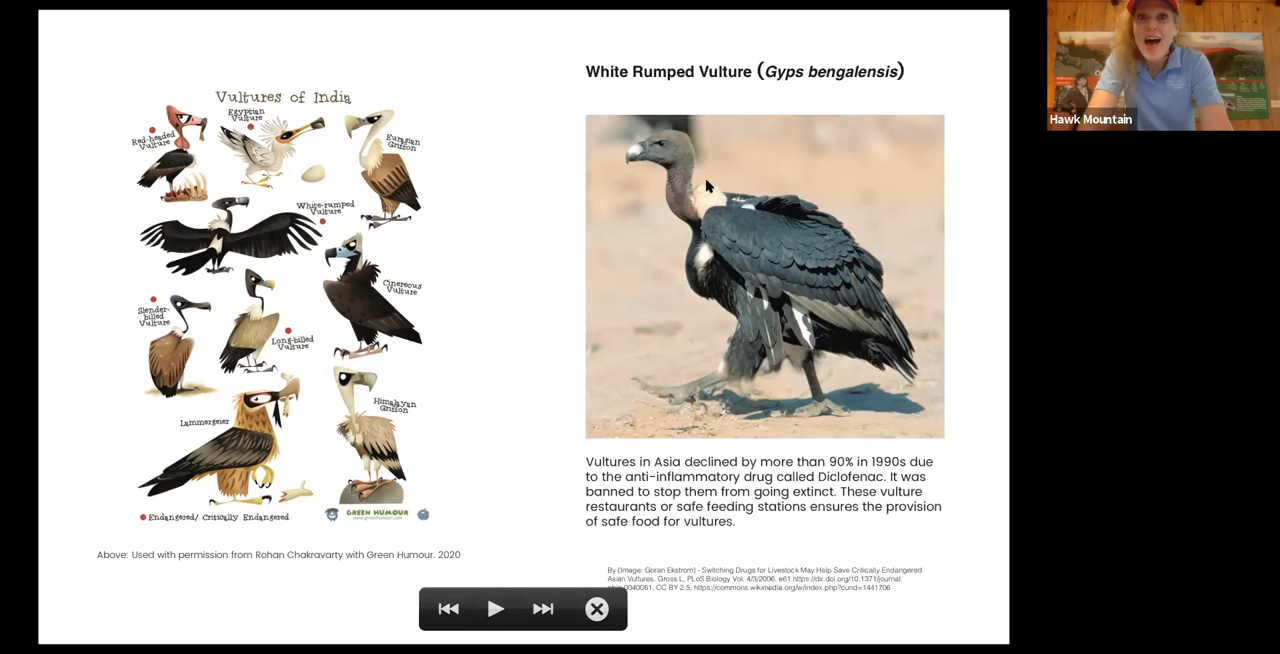 Vultures of India
Egyptian
Vulture
Red-headed
Vulture
Eurasian
Griffon
White-rumped
Vulture
Cinereous
Vulture
Slender-
billed
Vulture
Long-billed
Vulture
Himalayan
Griffon
Lammergeier
Endangered/ Critically Endangered
GREEN HUMOUR
www.greenhumour.com
Above: Used with permission from Rohan Chakravarty with Green Humour. 2020
White Rumped Vulture (Gyps bengalensis)
Vultures in Asia declined by more than 90% in 1990s due
to the anti-inflammatory drug called Diclofenac. It was
banned to stop them from going extinct. These vulture
restaurants or safe feeding stations ensures the provision
of safe food for vultures.
By (Image: Goran Ekstrom) - Switching Drugs for Livestock May Help Save Critically Endangered
Asian Vultures. Gross L, PLoS Biology Vol. 4/3/2006, e61 https://dx.doi.org/10.1371/journal.
0040061, CC BY 2.5, https://commons.wikimedia.org/w/index.php?curid=1441706
Hawk Mountain